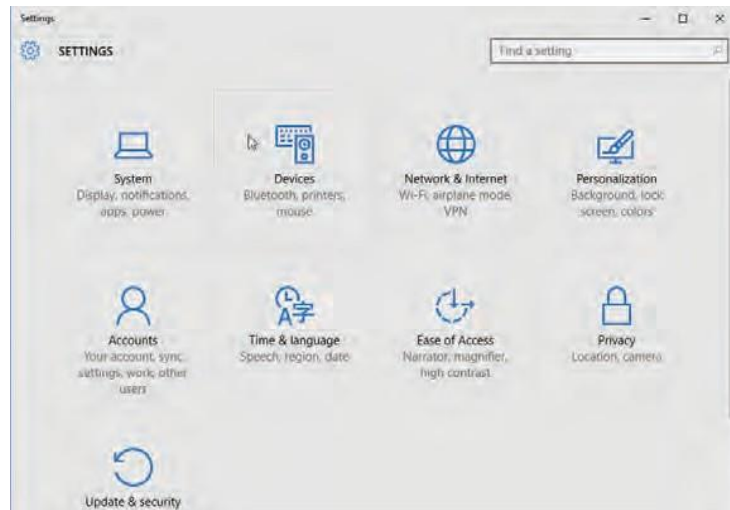 Settings
SETTINGS
Find a setting
System
Display, notifications,
apps, power
Devices
Bluetooth, printers,
mouse
Network & Internet
Wi-Fi, airplane mode,
VPN
Personalization
Background, lock
screen, colors
Accounts
Your account, sync
settings, work, other
users
Time & language
Speech, region, date
Ease of Access
Narrator, magnifier,
high contrast
Privacy
Location, camera
Update & security